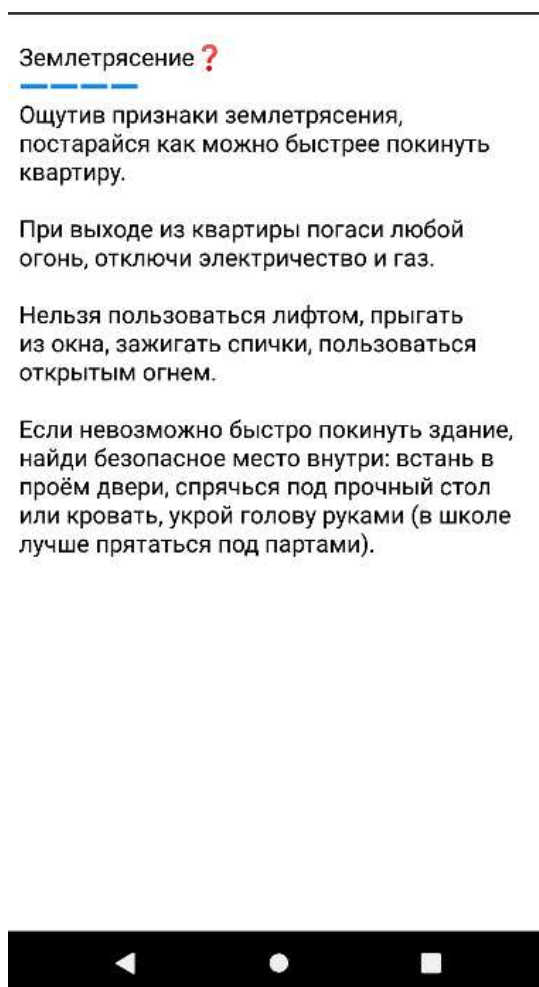 Землетрясение❓
Ощутив признаки землетрясения,
постарайся как можно быстрее покинуть
квартиру.
При выходе из квартиры погаси любой
огонь, отключи электричество и газ.
Нельзя пользоваться лифтом, прыгать
из окна, зажигать спички, пользоваться
открытым огнем.
Если невозможно быстро покинуть здание,
найди безопасное место внутри: встань в
проём двери, спрячься под прочный стол
или кровать, укрой голову руками (в школе
лучше прятаться под партами).